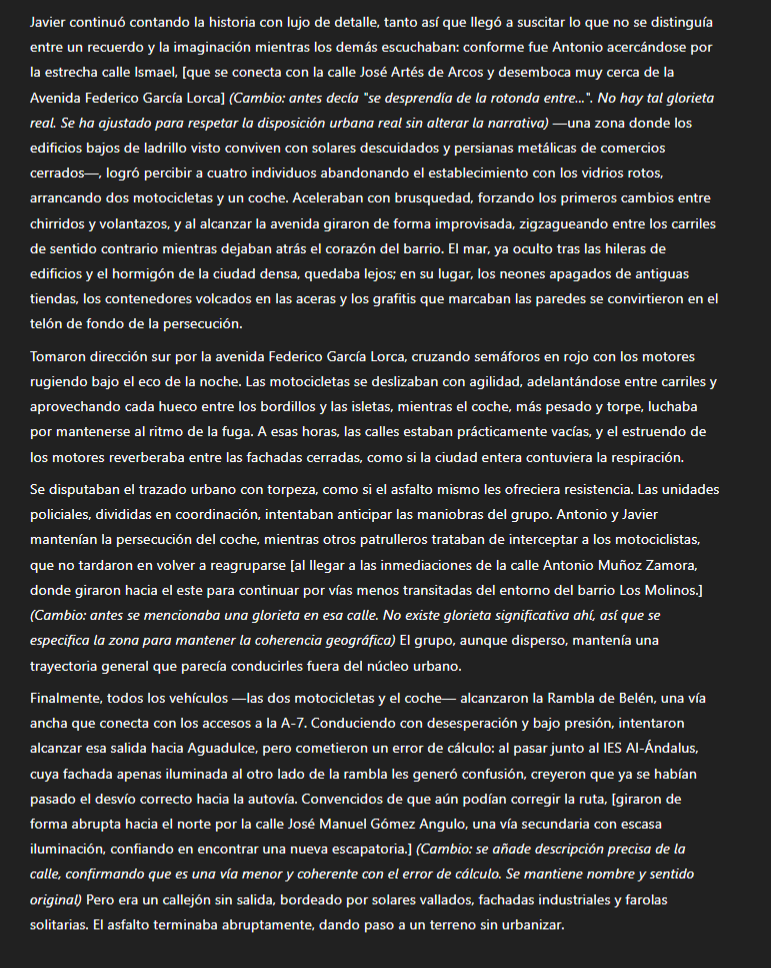 Javier continuó contando la historia con lujo de detalle, tanto así que llegó a suscitar lo que no se distinguía
entre un recuerdo y la imaginación mientras los demás escuchaban: conforme fue Antonio acercándose por
la estrecha calle Ismael, [que se conecta con la calle José Artés de Arcos y desemboca muy cerca de la
Avenida Federico García Lorca] (Cambio: antes decía "se desprendía de la rotonda entre...". No hay tal glorieta
real. Se ha ajustado para respetar la disposición urbana real sin alterar la narrativa) —una zona donde los
edificios bajos de ladrillo visto conviven con solares descuidados y persianas metálicas de comercios
cerrados—, logró percibir a cuatro individuos abandonando el establecimiento con los vidrios rotos,
arrancando dos motocicletas y un coche. Aceleraban con brusquedad, forzando los primeros cambios entre
chirridos y volantazos, y al alcanzar la avenida giraron de forma improvisada, zigzagueando entre los carriles
de sentido contrario mientras dejaban atrás el corazón del barrio. El mar, ya oculto tras las hileras de
edificios y el hormigón de la ciudad densa, quedaba lejos; en su lugar, los neones apagados de antiguas
tiendas, los contenedores volcados en las aceras y los grafitis que marcaban las paredes se convirtieron en el
telón de fondo de la persecución.
Tomaron dirección sur por la avenida Federico García Lorca, cruzando semáforos en rojo con los motores
rugiendo bajo el eco de la noche. Las motocicletas se deslizaban con agilidad, adelantándose entre carriles y
aprovechando cada hueco entre los bordillos y las isletas, mientras el coche, más pesado y torpe, luchaba
por mantenerse al ritmo de la fuga. A esas horas, las calles estaban prácticamente vacías, y el estruendo de
los motores reverberaba entre las fachadas cerradas, como si la ciudad entera contuviera la respiración.
Se disputaban el trazado urbano con torpeza, como si el asfalto mismo les ofreciera resistencia. Las unidades
policiales, divididas en coordinación, intentaban anticipar las maniobras del grupo. Antonio y Javier
mantenían la persecución del coche, mientras otros patrulleros trataban de interceptar a los motociclistas,
que no tardaron en volver a reagruparse [al llegar a las inmediaciones de la calle Antonio Muñoz Zamora,
donde giraron hacia el este para continuar por vías menos transitadas del entorno del barrio Los Molinos.]
(Cambio: antes se mencionaba una glorieta en esa calle. No existe glorieta significativa ahí, así que se
especifica la zona para mantener la coherencia geográfica) El grupo, aunque disperso, mantenía una
trayectoria general que parecía conducirles fuera del núcleo urbano.
Finalmente, todos los vehículos —las dos motocicletas y el coche— alcanzaron la Rambla de Belén, una vía
ancha que conecta con los accesos a la A-7. Conduciendo con desesperación y bajo presión, intentaron
alcanzar esa salida hacia Aguadulce, pero cometieron un error de cálculo: al pasar junto al IES Al-Ándalus,
cuya fachada apenas iluminada al otro lado de la rambla les generó confusión, creyeron que ya se habían
pasado el desvío correcto hacia la autovía. Convencidos de que aún podían corregir la ruta, [giraron de
forma abrupta hacia el norte por la calle José Manuel Gómez Angulo, una vía secundaria con escasa
iluminación, confiando en encontrar una nueva escapatoria.] (Cambio: se añade descripción precisa de la
calle, confirmando que es una vía menor y coherente con el error de cálculo. Se mantiene nombre y sentido
original) Pero era un callejón sin salida, bordeado por solares vallados, fachadas industriales y farolas
solitarias. El asfalto terminaba abruptamente, dando paso a un terreno sin urbanizar.